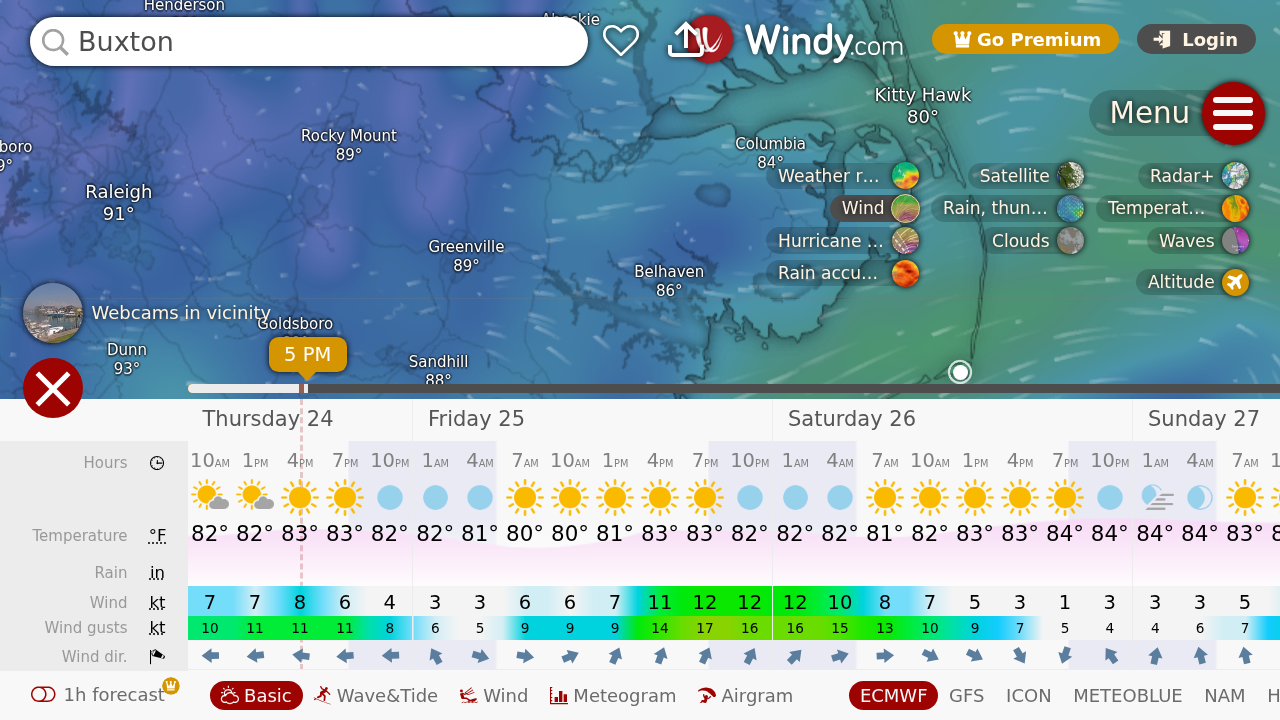 Henderson
Buxton
Windy.com
Go Premium
Login
Kitty Hawk
80°
Menu
Rocky Mount
89°
Columbia
84°
Raleigh
91°
Weather r...
Satellite
Radar+
Wind
Rain, thun...
Temperat...
Hurricane ...
Clouds
Waves
Rain accu...
Altitude
Greenville
89°
Belhaven
86°
Webcams in vicinity
Goldsboro
5 PM
Dunn
93°
Sandhill
88°
Thursday 24
Friday 25
Saturday 26
Sunday 27
Hours
10AM 1PM 4PM 7PM 10PM 1AM 4AM 7AM 10AM 1PM 4PM 7PM 10PM 1AM 4AM 7AM 10AM 1PM 4PM 7PM 10PM 1AM 4AM 7AM
Temperature °F
82° 82° 83° 83° 82° 82° 81° 80° 80° 81° 83° 83° 82° 82° 82° 81° 82° 83° 83° 84° 84° 84° 84° 83°
Rain in
Wind kt
7 7 8 6 4 3 3 6 6 7 11 12 12 12 10 8 7 5 3 1 3 3 3 5
Wind gusts kt
10 11 11 11 8 6 5 9 9 9 14 17 16 16 15 13 10 9 7 5 4 4 6 7
Wind dir.
1h forecast
Basic
Wave&Tide
Wind
Meteogram
Airgram
ECMWF
GFS
ICON
METEOBLUE
NAM